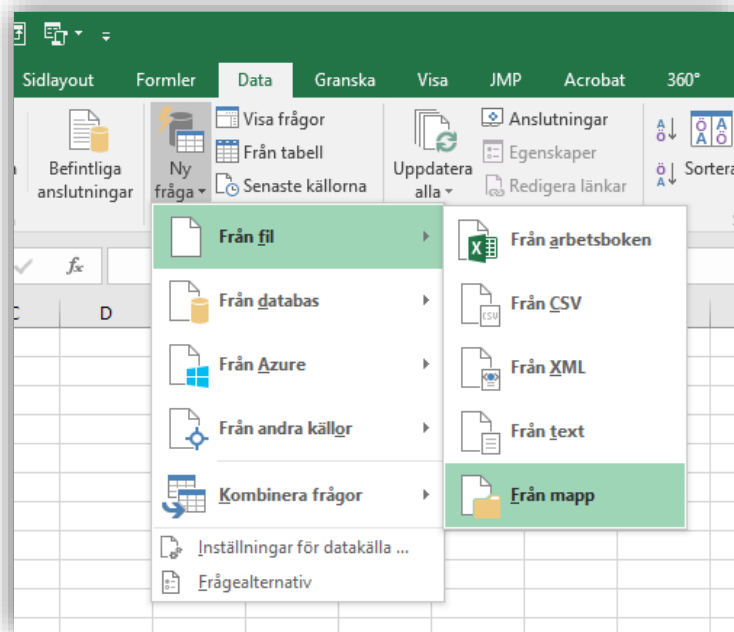 Sidlayout Formler Data Granska Visa JMP Acrobat 360°
Befintliga anslutningar
Ny fråga
Visa frågor
Från tabell
Senaste källorna
Uppdatera alla
Anslutningar
Egenskaper
Redigera länkar
A
Ö
Ö
A
Ö A
A Ö
Från fil
Från databas
Från Azure
Från andra källor
Kombinera frågor
Inställningar för datakälla ...
Frågealternativ
Från arbetsboken
CSV
Från CSV
Från XML
Från text
Från mapp
fx
D